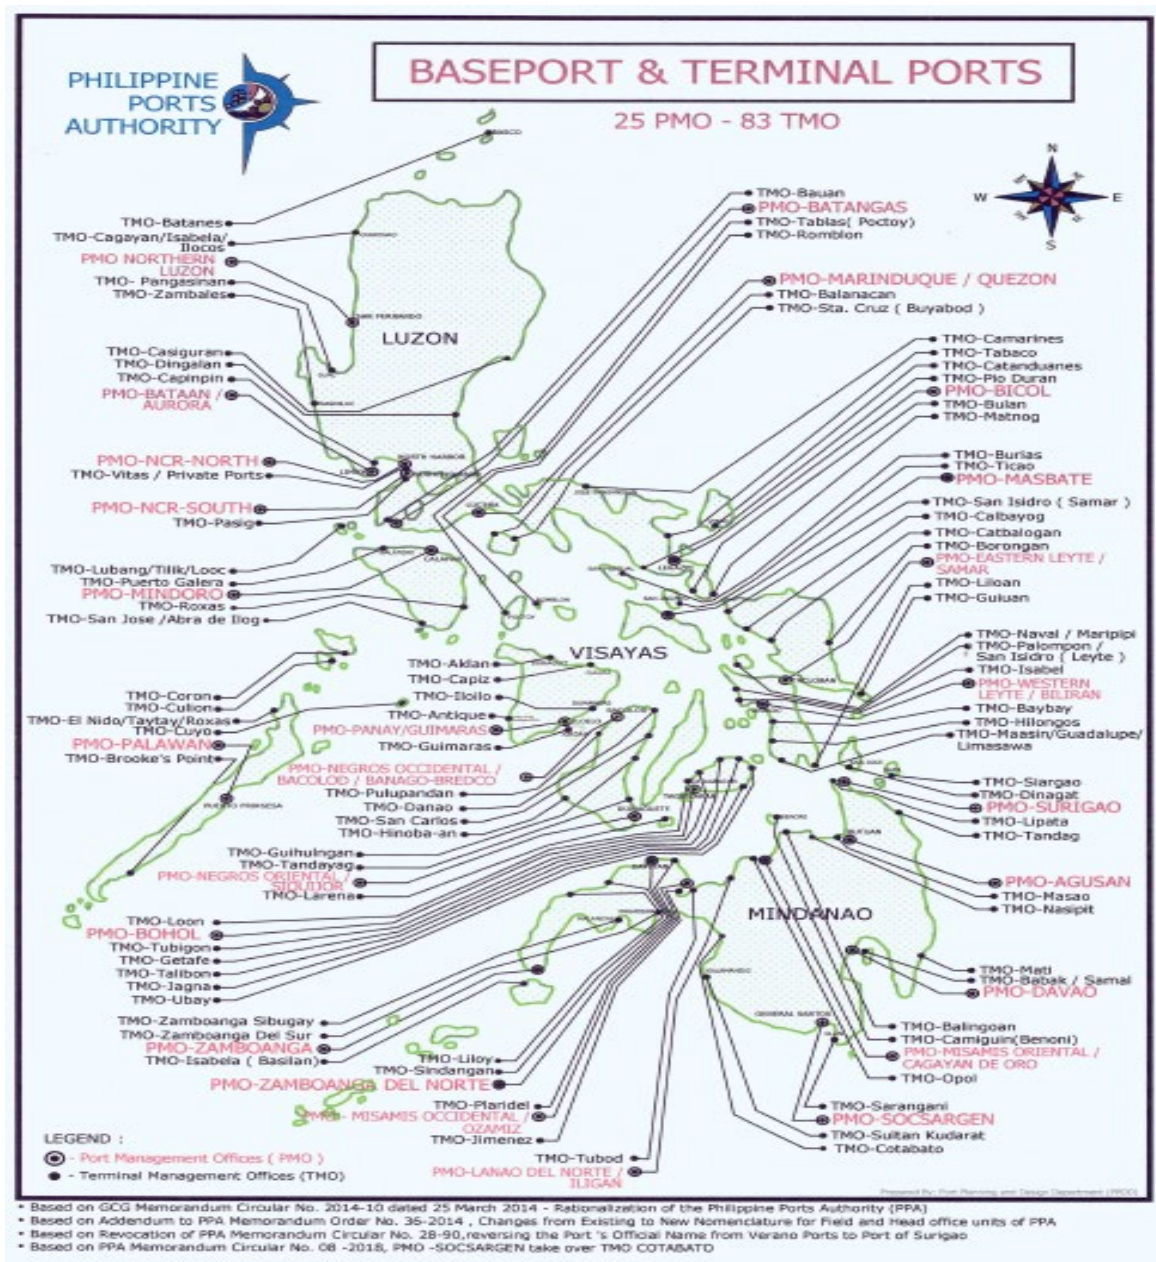 PHILIPPINE
PORTS
AUTHORITY
BASEPORT & TERMINAL PORTS
25 PMO - 83 TMO
N
W
E
S
BASCO
TMO-Batanes
TMO-Cagayan/Isabela/
Ilocos
PMO NORTHERN
LUZON
TMO- Pangasinan
TMO-Zambales
SAN FERNANDO
LUZON
TMO-Casiguran
TMO-Dingalan
TMO-Capinpin
PMO-BATAAN /
AURORA
PMO-NCR-NORTH
TMO-Vitas / Private Ports
PMO-NCR-SOUTH
TMO-Pasig
NORTH HARBOR
TMO-Lubang/Tilik/Looc
TMO-Puerto Galera
PMO-MINDORO
TMO-Roxas
TMO-San Jose /Abra de Ilog
TMO-Bauan
PMO-BATANGAS
TMO-Tablas( Poctoy)
TMO-Romblon
PMO-MARINDUQUE / QUEZON
TMO-Balanacan
TMO-Sta. Cruz ( Buyabod )
TMO-Camarines
TMO-Tabaco
TMO-Catanduanes
TMO-Pio Duran
PMO-BICOL
TMO-Bulan
TMO-Matnog
TMO-Burias
TMO-Ticao
PMO-MASBATE
TMO-San Isidro ( Samar )
TMO-Calbayog
TMO-Catbalogan
TMO-Borongan
PMO-EASTERN LEYTE /
SAMAR
TMO-Liloan
TMO-Guiuan
VISAYAS
TMO-Naval / Maripipi
TMO-Palompon /
San Isidro ( Leyte )
TMO-Isabel
PMO-WESTERN
LEYTE / BILIRAN
TMO-Baybay
TMO-Hilongos
TMO-Maasin/Guadalupe/
Limasawa
TMO-Coron
TMO-Culion
TMO-El Nido/Taytay/Roxas
TMO-Cuyo
PMO-PALAWAN
TMO-Brooke's Point
PUERTO PRINSESA
TMO-Aklan
TMO-Capiz
TMO-Iloilo
TMO-Antique
PMO-PANAY/GUIMARAS
TMO-Guimaras
PMO-NEGROS OCCIDENTAL /
BACOLOD / BANAGO-BREDCO
TMO-Pulupandan
TMO-Danao
TMO-San Carlos
TMO-Hinoba-an
TMO-Guihulngan
TMO-Tandayag
PMO-NEGROS ORIENTAL /
SIQUIJOR
TMO-Larena
TMO-Siargao
TMO-Dinagat
PMO-SURIGAO
TMO-Lipata
TMO-Tandag
PMO-AGUSAN
TMO-Masao
TMO-Nasipit
TMO-Loon
PMO-BOHOL
TMO-Tubigon
TMO-Getafe
TMO-Talibon
TMO-Jagna
TMO-Ubay
MINDANAO
TMO-Mati
TMO-Babak / Samal
PMO-DAVAO
GENERAL SANTOS
TMO-Zamboanga Sibugay
TMO-Zamboanga Del Sur
PMO-ZAMBOANGA
TMO-Isabela ( Basilan)
TMO-Liloy
TMO-Sindangan
PMO-ZAMBOANGA DEL NORTE
TMO-Plaridel
PMO - MISAMIS OCCIDENTAL /
OZAMIZ
TMO-Jimenez
TMO-Tubod
PMO-LANAO DEL NORTE /
ILIGAN
TMO-Balingoan
TMO-Camiguin(Benoni)
PMO-MISAMIS ORIENTAL /
CAGAYAN DE ORO
TMO-Opol
TMO-Sarangani
PMO-SOCSARGEN
TMO-Sultan Kudarat
TMO-Cotabato
LEGEND :
- Port Management Offices ( PMO )
- Terminal Management Offices (TMO)
Prepared By: Port Planning and Design Department (PPDD)
* Based on GCG Memorandum Circular No. 2014-10 dated 25 March 2014 - Rationalization of the Philippine Ports Authority (PPA)
* Based on Addendum to PPA Memorandum Order No. 36-2014 , Changes from Existing to New Nomenclature for Field and Head office units of PPA
* Based on Revocation of PPA Memorandum Circular No. 28-90,reversing the Port 's Official Name from Verano Ports to Port of Surigao
* Based on PPA Memorandum Circular No. 08 -2018, PMO -SOCSARGEN take over TMO COTABATO